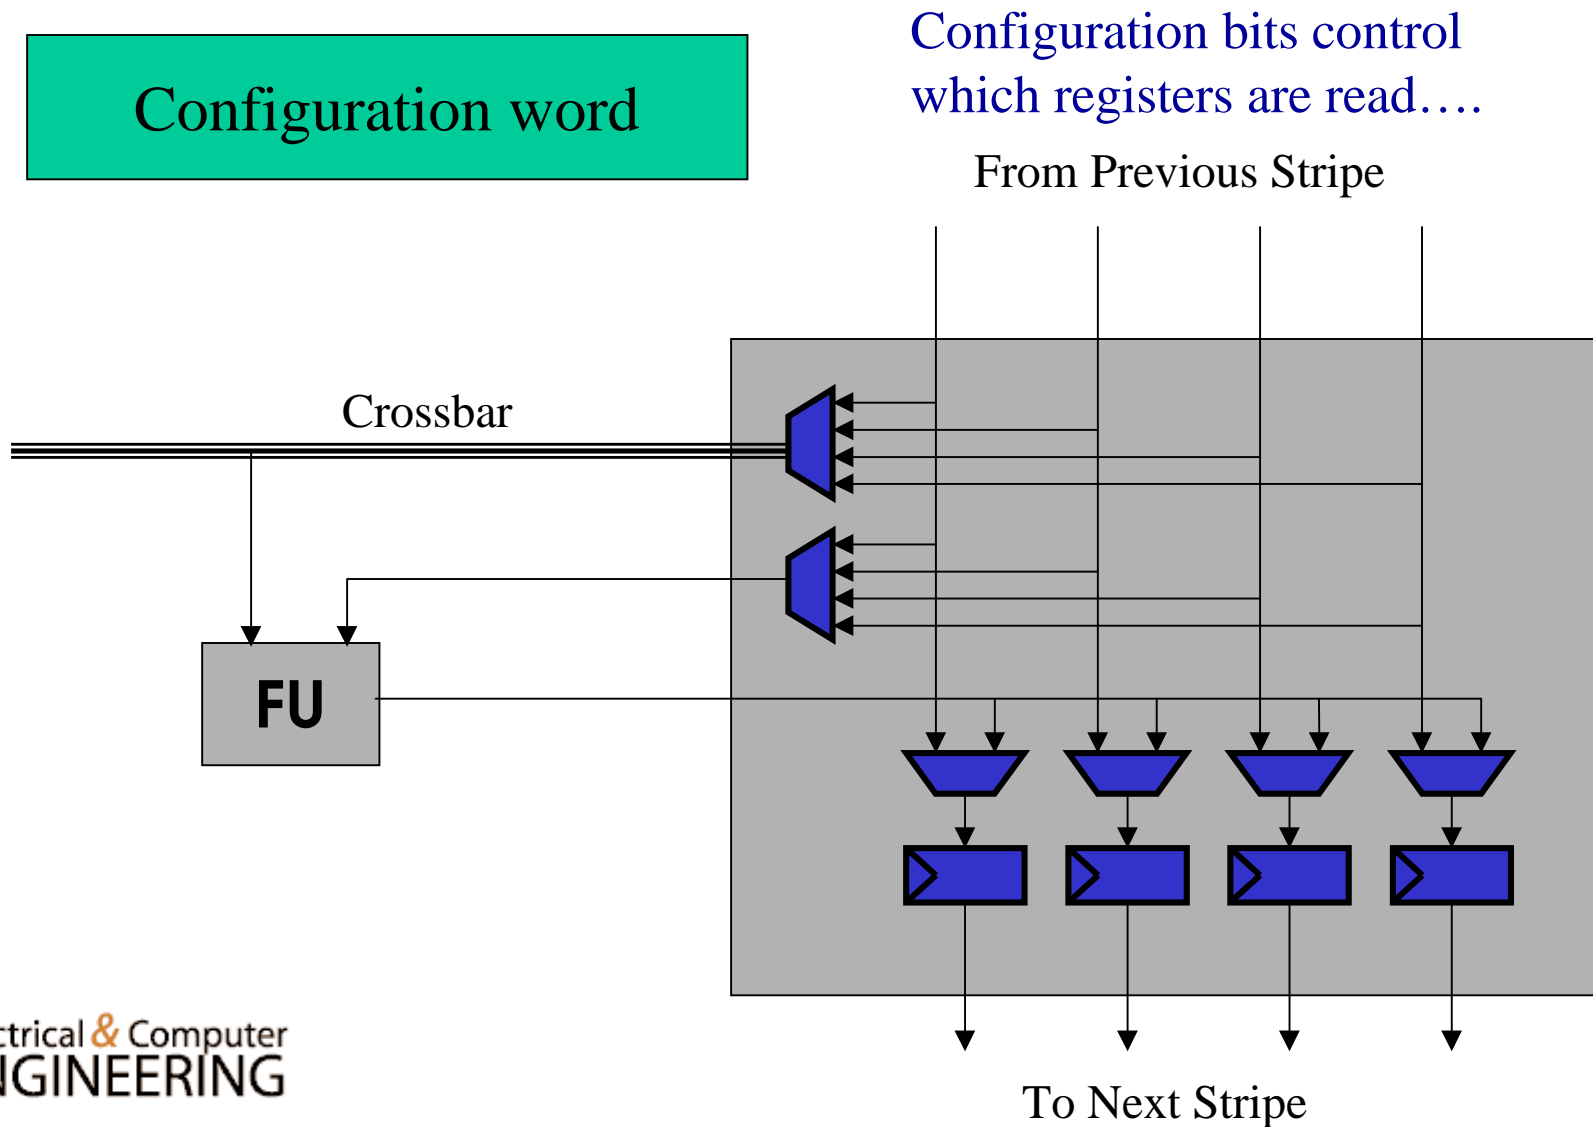 Configuration bits control
which registers are read….
Configuration word
From Previous Stripe
Crossbar
FU
ctrical & Computer
NGINEERING
To Next Stripe